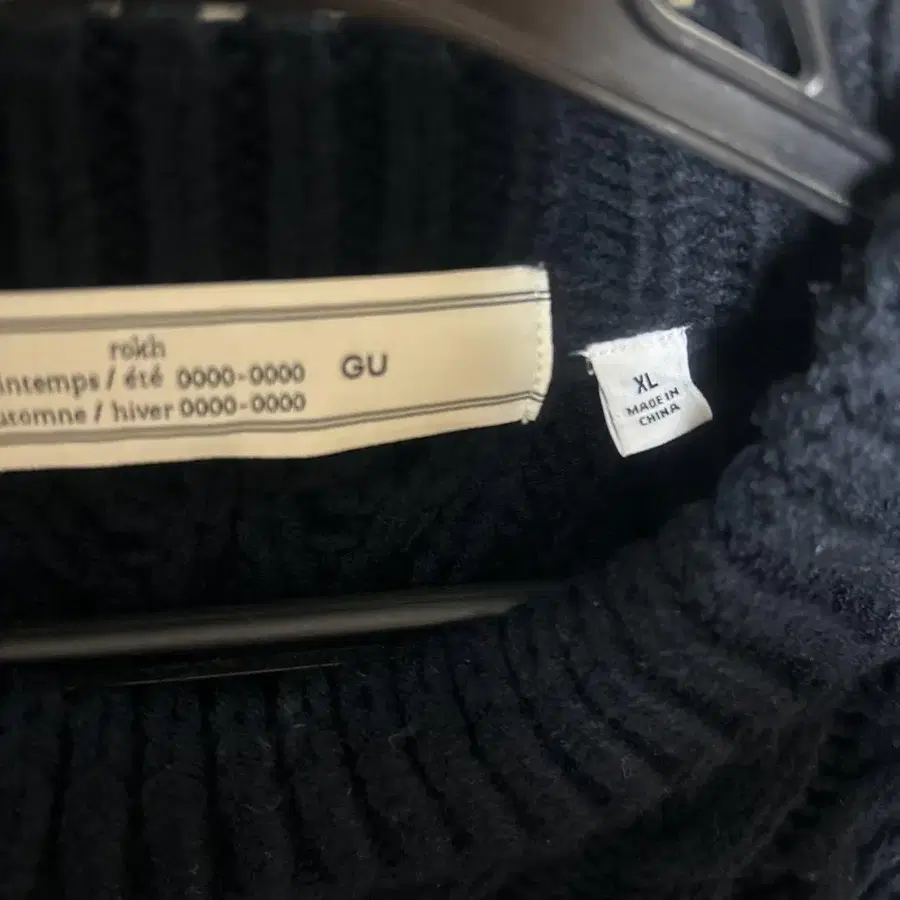 rokh
intemps / été 0000-0000
utomne / hiver 0000-0000
GU
XL
MADE IN
CHINA